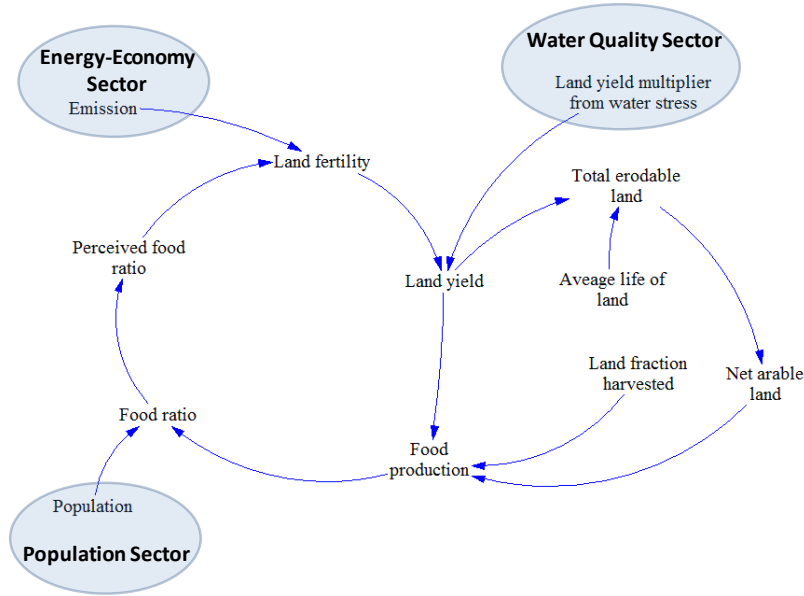 Energy-Economy
Sector
Emission
Water Quality Sector
Land yield multiplier
from water stress
Land fertility
Total erodable
land
Perceived food
ratio
Land yield
Aveage life of
land
Land fraction
harvested
Net arable
land
Food ratio
Food
production
Population
Population Sector